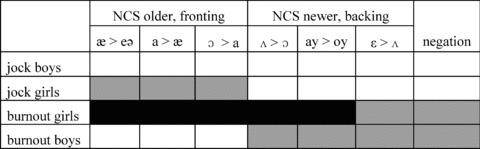 NCS older, fronting NCS newer, backing
æ > eə a > æ ɔ > a ʌ > ɔ ay > oy ɛ > ʌ negation
jock boys
jock girls
burnout girls
burnout boys